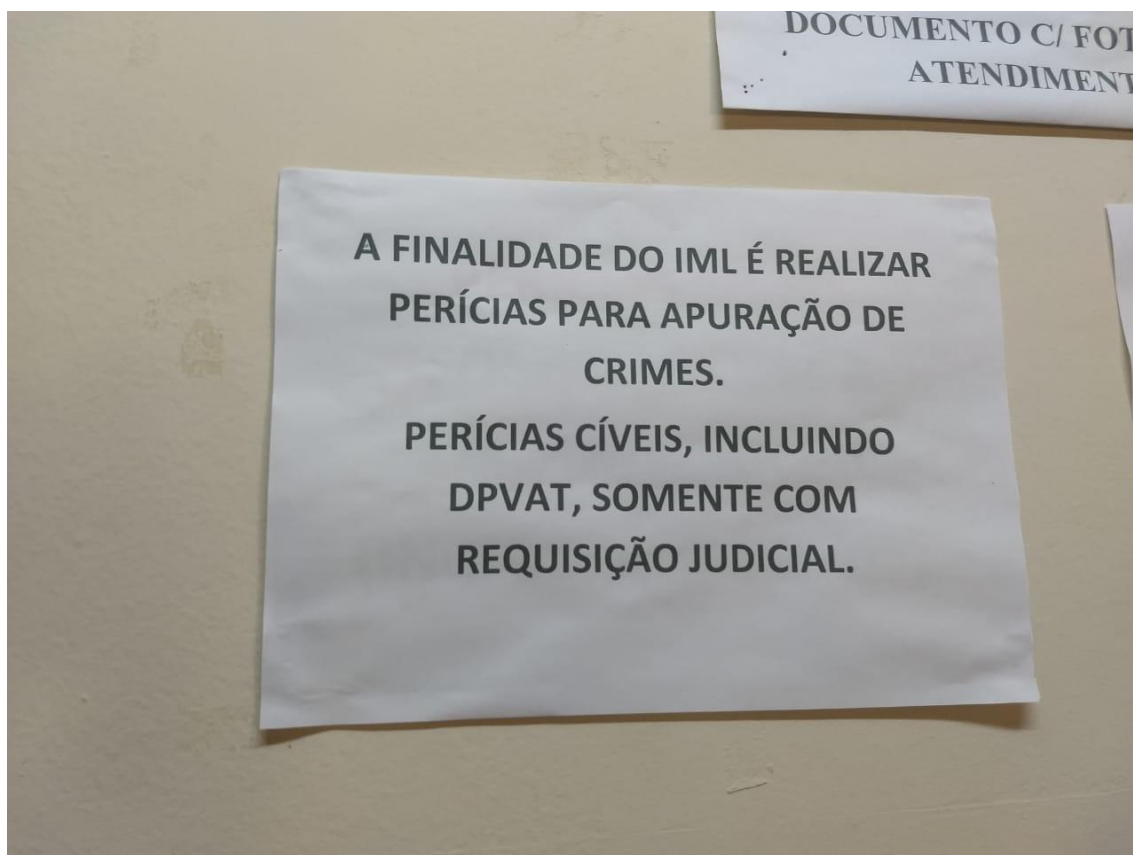 DOCUMENTO C/
A FINALIDADE DO IML É REALIZAR
PERÍCIAS PARA APURAÇÃO DE
CRIMES.
PERÍCIAS CÍVEIS, INCLUINDO
DPVAT, SOMENTE COM
REQUISIÇÃO JUDICIAL.